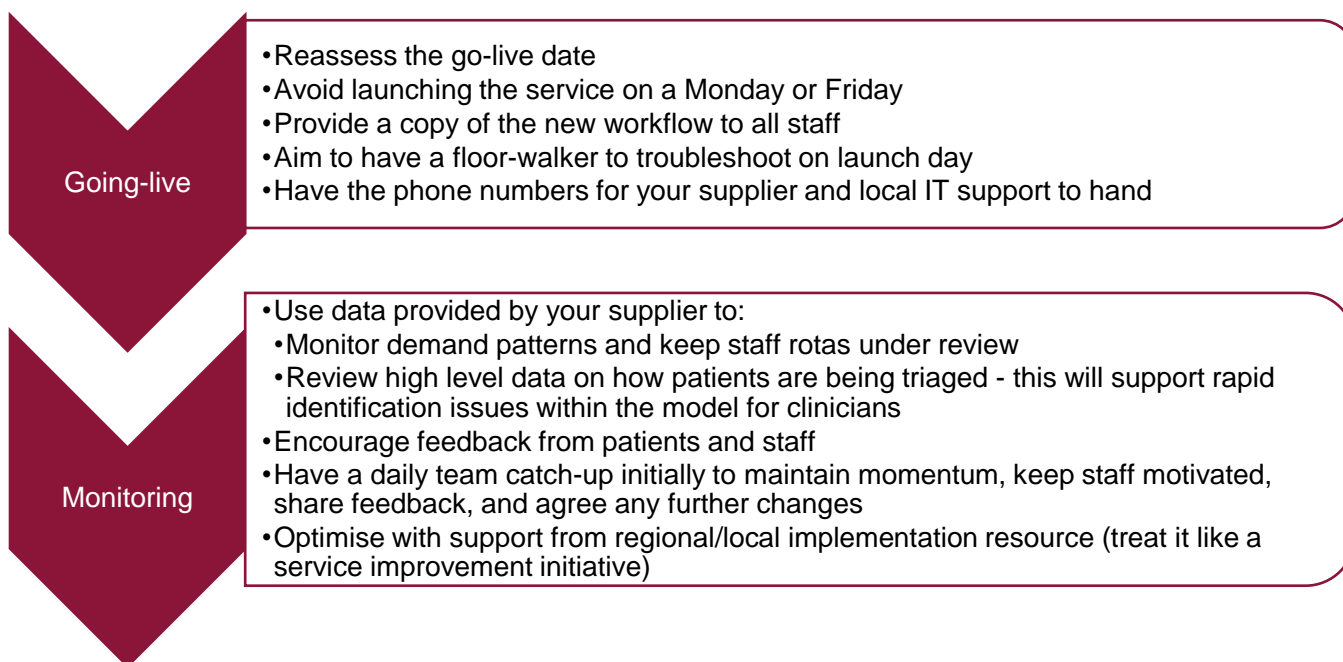 Going-live
•Reassess the go-live date
•Avoid launching the service on a Monday or Friday
•Provide a copy of the new workflow to all staff
•Aim to have a floor-walker to troubleshoot on launch day
•Have the phone numbers for your supplier and local IT support to hand
Monitoring
•Use data provided by your supplier to:
•Monitor demand patterns and keep staff rotas under review
•Review high level data on how patients are being triaged - this will support rapid
identification issues within the model for clinicians
•Encourage feedback from patients and staff
•Have a daily team catch-up initially to maintain momentum, keep staff motivated,
share feedback, and agree any further changes
•Optimise with support from regional/local implementation resource (treat it like a
service improvement initiative)